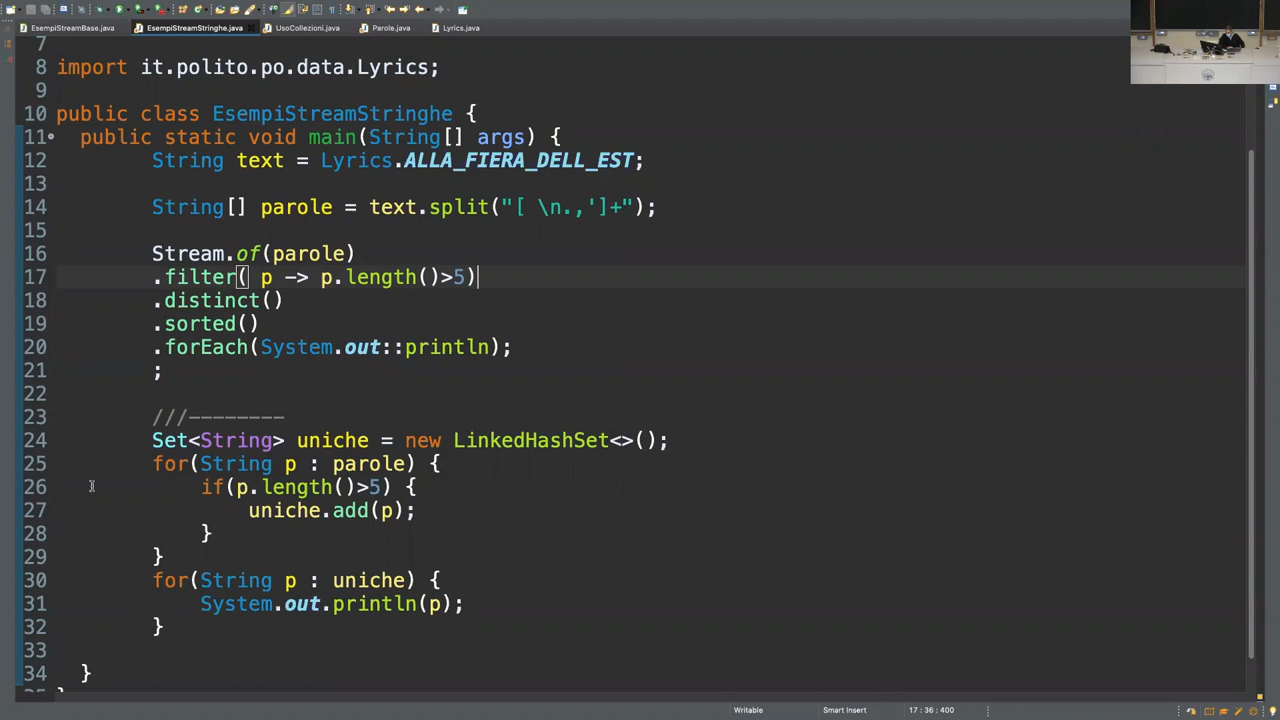 EsempiStreamBase.java EsempiStreamStringhe.java UsoCollezioni.java Parole.java Lyrics.java
7
8 import it.polito.po.data.Lyrics;
9
10 public class EsempiStreamStringhe {
11 public static void main(String[] args) {
12 String text = Lyrics.ALLA_FIERA_DELL_EST;
13
14 String[] parole = text.split("[ \n.,']+");
15
16 Stream.of(parole)
17 .filter( p -> p.length()>5)
18 .distinct()
19 .sorted()
20 .forEach(System.out::println);
21 ;
22
23 ///--------
24 Set<String> uniche = new LinkedHashSet<>();
25 for(String p : parole) {
26 if(p.length()>5) {
27 uniche.add(p);
28 }
29 }
30 for(String p : uniche) {
31 System.out.println(p);
32 }
33
34 }
Writable Smart Insert 17 : 36 : 400